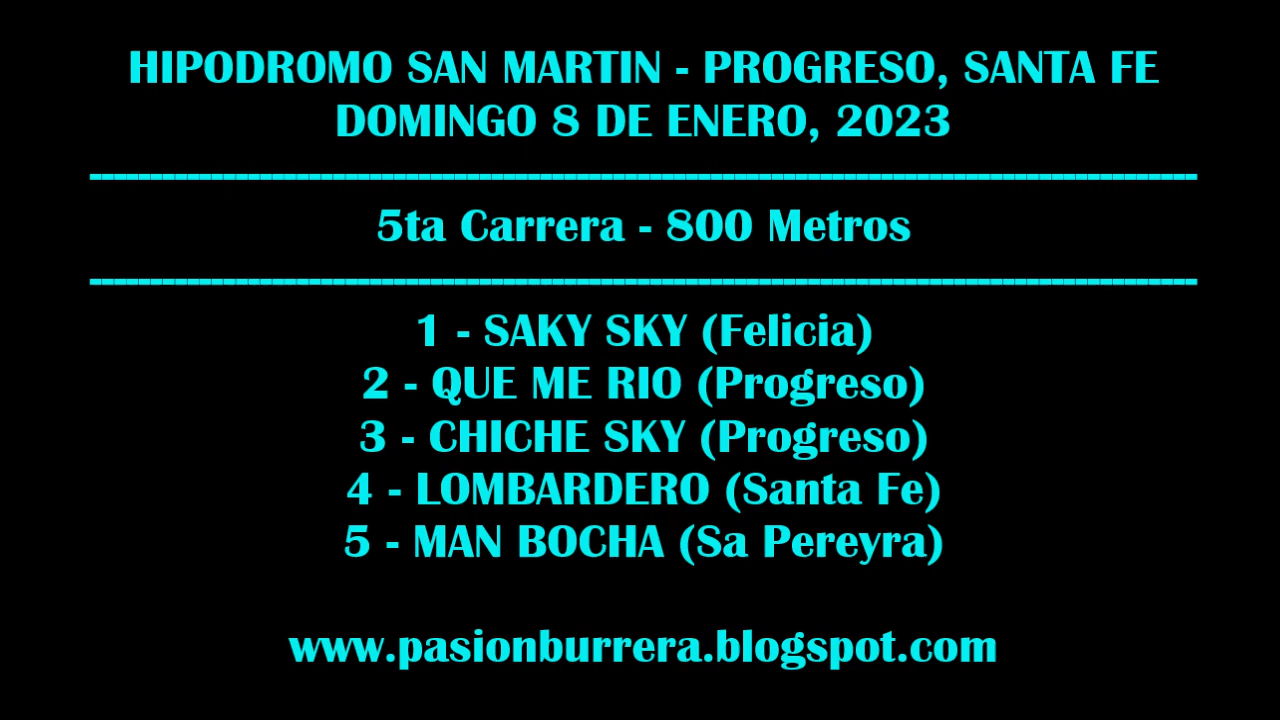 HIPODROMO SAN MARTIN - PROGRESO, SANTA FE
DOMINGO 8 DE ENERO, 2023
5ta Carrera - 800 Metros
1 - SAKY SKY (Felicia)
2 - QUE ME RIO (Progreso)
3 - CHICHE SKY (Progreso)
4 - LOMBARDERO (Santa Fe)
5 - MAN BOCHA (Sa Pereyra)
www.pasionburrera.blogspot.com